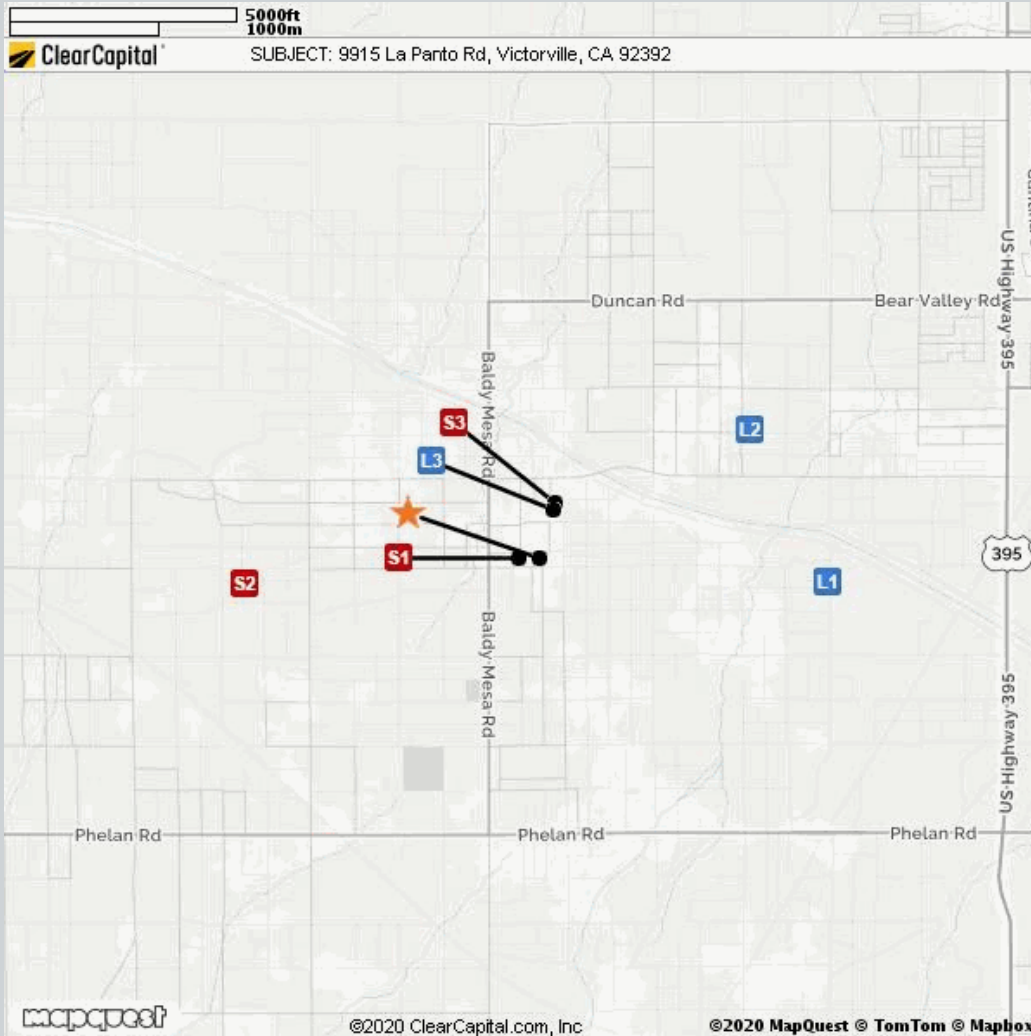 5000ft
1000m
ClearCapital
SUBJECT: 9915 La Panto Rd, Victorville, CA 92392
US Highway 395
Duncan Rd
Bear Valley Rd
Baldy Mesa Rd
S3
L2
L3
S1
395
S2
L1
Baldy Mesa Rd
US Highway 395
Phelan Rd
Phelan Rd
Phelan Rd
mapquest
©2020 ClearCapital.com, Inc
©2020 MapQuest © TomTom © Mapbox